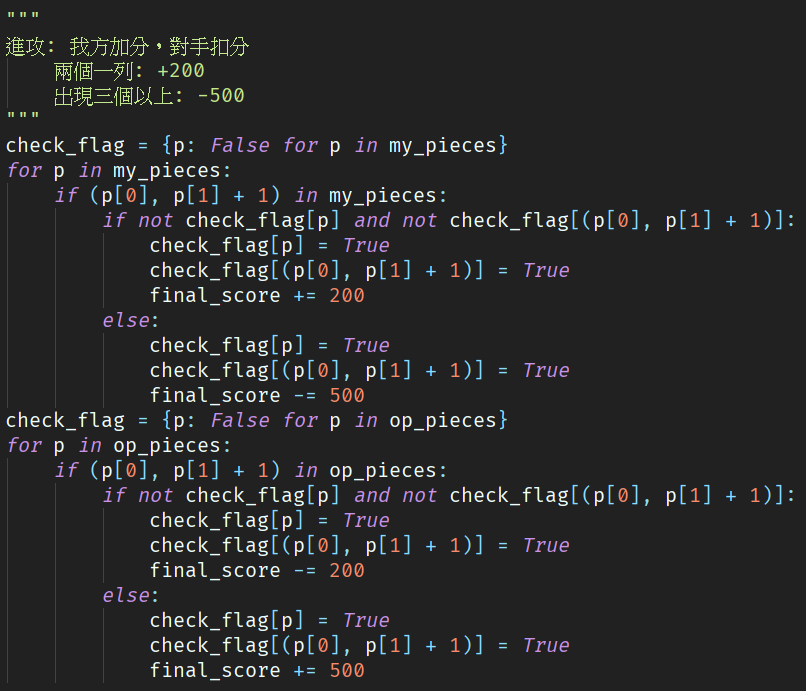 """
進攻: 我方加分，對手扣分
    兩個一列: +200
    出現三個以上: -500
"""
check_flag = {p: False for p in my_pieces}
for p in my_pieces:
    if (p[0], p[1] + 1) in my_pieces:
        if not check_flag[p] and not check_flag[(p[0], p[1] + 1)]:
            check_flag[p] = True
            check_flag[(p[0], p[1] + 1)] = True
            final_score += 200
        else:
            check_flag[p] = True
            check_flag[(p[0], p[1] + 1)] = True
            final_score -= 500
check_flag = {p: False for p in op_pieces}
for p in op_pieces:
    if (p[0], p[1] + 1) in op_pieces:
        if not check_flag[p] and not check_flag[(p[0], p[1] + 1)]:
            check_flag[p] = True
            check_flag[(p[0], p[1] + 1)] = True
            final_score -= 200
        else:
            check_flag[p] = True
            check_flag[(p[0], p[1] + 1)] = True
            final_score += 500